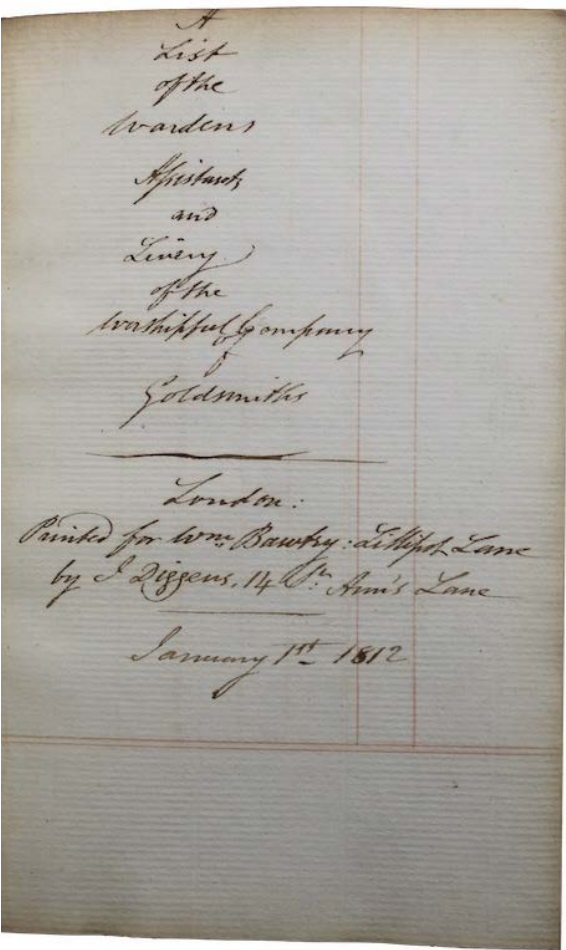 A
List
of the
Wardens
Assistants
and
Livery
of the
Worshipful Company
of
Goldsmiths
London:
Printed for Wm. Bawtry: Lillipot Lane
by J Diggens, 14 St. Ann's Lane
January 1st 1812